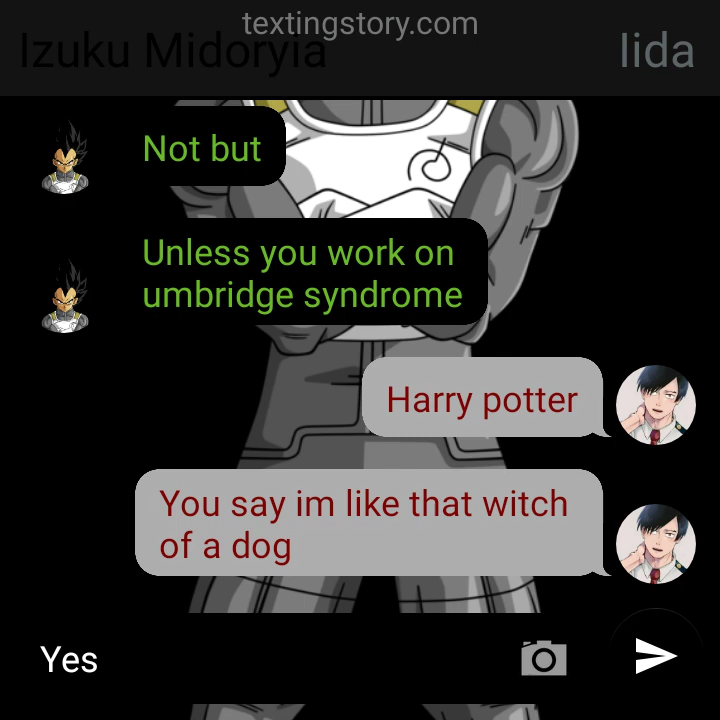 textingstory.com
Izuku Midoryia
Iida
Not but
Unless you work on
umbridge syndrome
Harry potter
You say im like that witch
of a dog
Yes